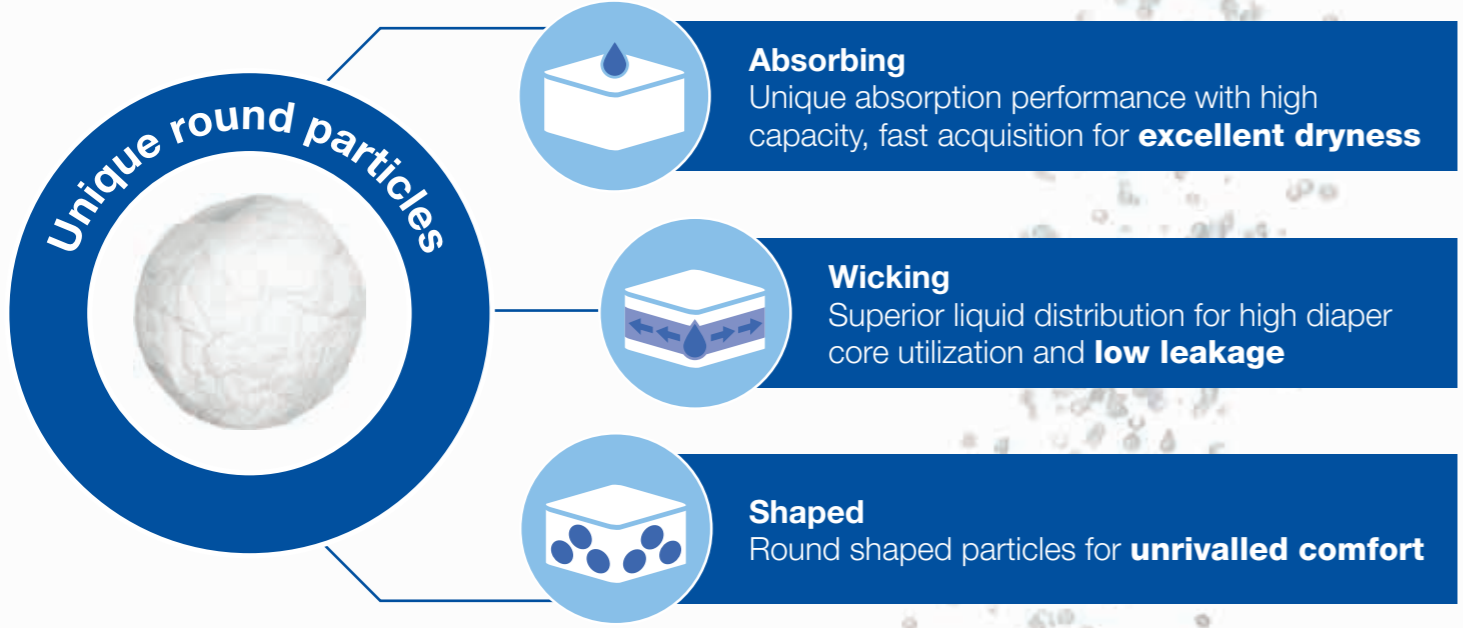 Unique round particles
Absorbing
Unique absorption performance with high
capacity, fast acquisition for excellent dryness
Wicking
Superior liquid distribution for high diaper
core utilization and low leakage
Shaped
Round shaped particles for unrivalled comfort